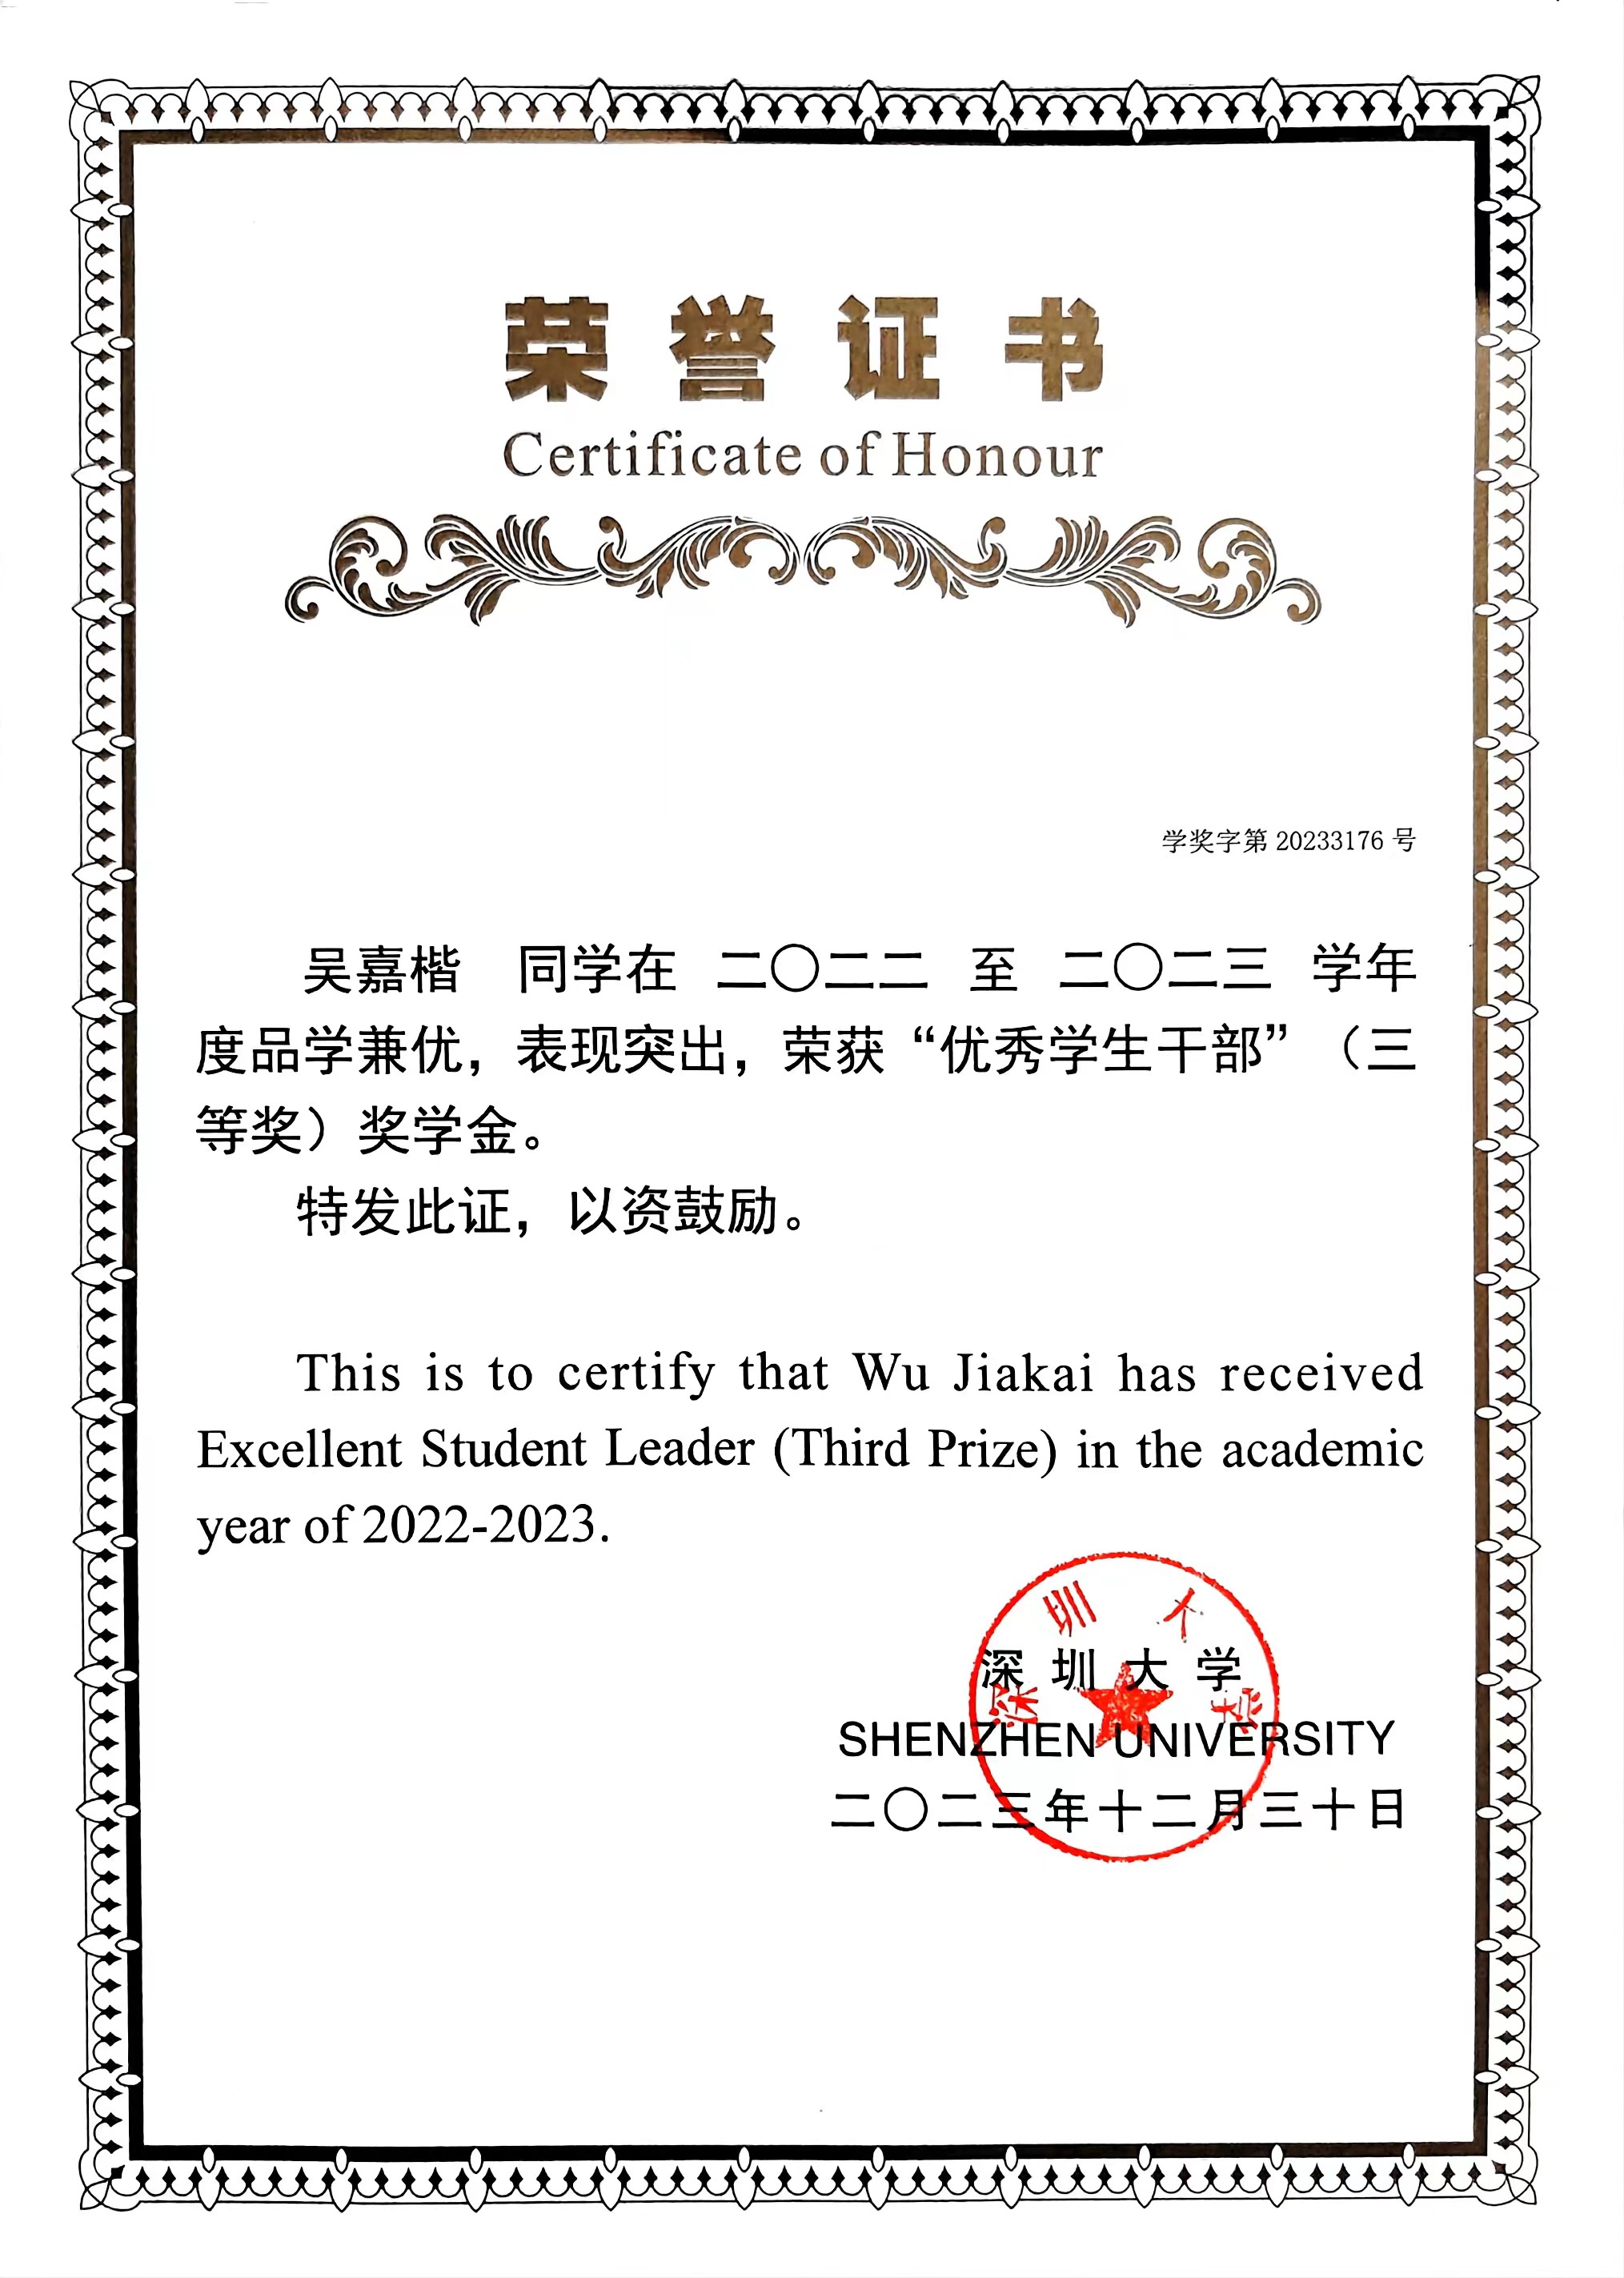 荣誉证书
Certificate of Honour
学奖字第 20233176 号
吴嘉楷 同学在 二〇二二 至 二〇二三 学年
度品学兼优，表现突出，荣获“优秀学生干部”（三
等奖）奖学金。
特发此证，以资鼓励。
This is to certify that Wu Jiakai has received
Excellent Student Leader (Third Prize) in the academic
year of 2022-2023.
深圳大学
深圳大学
SHENZHEN UNIVERSITY
二〇二三年十二月三十日